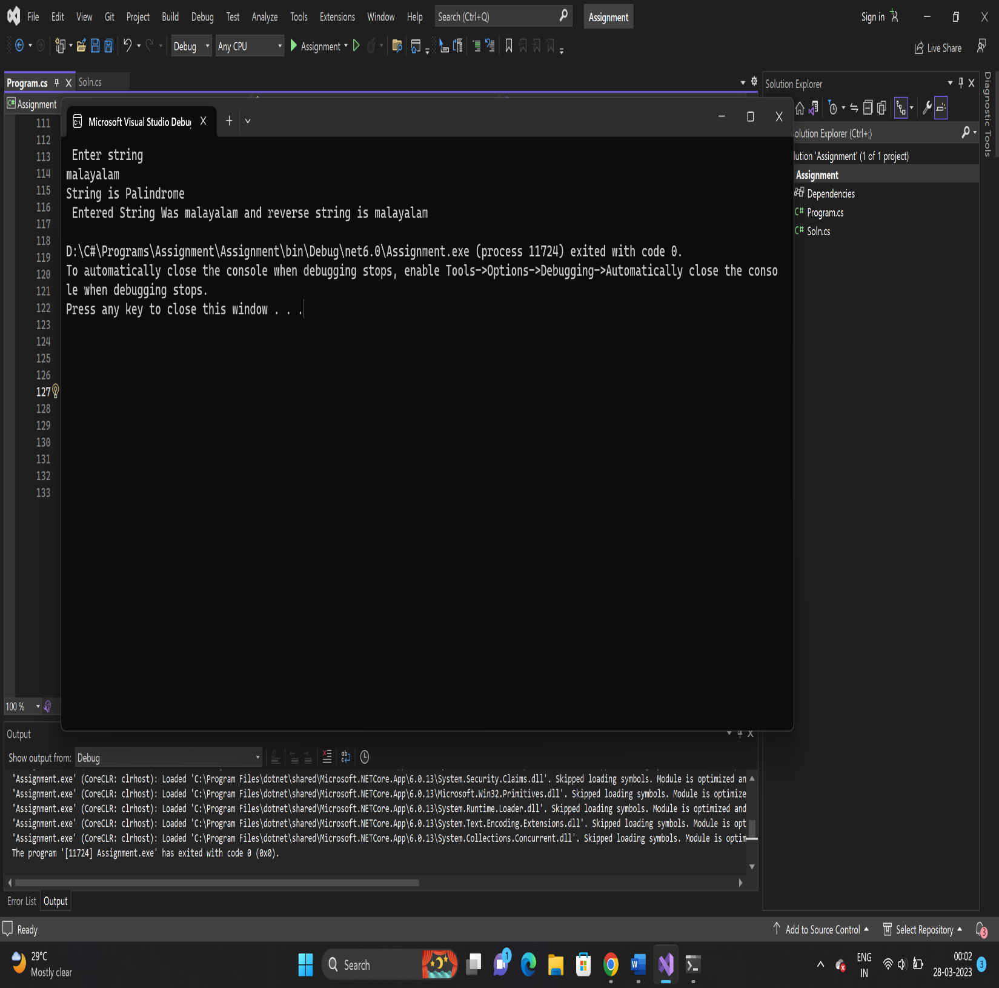 File Edit View Git Project Build Debug Test Analyze Tools Extensions Window Help Search (Ctrl+Q) Assignment Sign in
Debug Any CPU Assignment Live Share
Program.cs Soln.cs
Assignment
111
112
113
114
115
116
117
118
119
120
121
122
123
124
125
126
127
128
129
130
131
132
133
100 %
Microsoft Visual Studio Debug
Enter string
malayalam
String is Palindrome
Entered String Was malayalam and reverse string is malayalam
D:\C#\Programs\Assignment\Assignment\bin\Debug\net6.0\Assignment.exe (process 11724) exited with code 0.
To automatically close the console when debugging stops, enable Tools->Options->Debugging->Automatically close the conso
le when debugging stops.
Press any key to close this window . . .
Solution Explorer
olution Explorer (Ctrl+;)
lution 'Assignment' (1 of 1 project)
Assignment
Dependencies
C# Program.cs
C# Soln.cs
Diagnostic Tools
Output
Show output from: Debug
'Assignment.exe' (CoreCLR: clrhost): Loaded 'C:\Program Files\dotnet\shared\Microsoft.NETCore.App\6.0.13\System.Security.Claims.dll'. Skipped loading symbols. Module is optimized an
'Assignment.exe' (CoreCLR: clrhost): Loaded 'C:\Program Files\dotnet\shared\Microsoft.NETCore.App\6.0.13\Microsoft.Win32.Primitives.dll'. Skipped loading symbols. Module is optimize
'Assignment.exe' (CoreCLR: clrhost): Loaded 'C:\Program Files\dotnet\shared\Microsoft.NETCore.App\6.0.13\System.Runtime.Loader.dll'. Skipped loading symbols. Module is optimized and
'Assignment.exe' (CoreCLR: clrhost): Loaded 'C:\Program Files\dotnet\shared\Microsoft.NETCore.App\6.0.13\System.Text.Encoding.Extensions.dll'. Skipped loading symbols. Module is opt
'Assignment.exe' (CoreCLR: clrhost): Loaded 'C:\Program Files\dotnet\shared\Microsoft.NETCore.App\6.0.13\System.Collections.Concurrent.dll'. Skipped loading symbols. Module is optim
The program '[11724] Assignment.exe' has exited with code 0 (0x0).
Error List Output
Ready Add to Source Control Select Repository 3
29°C
Mostly clear
Search
1
ENG
IN
00:02
28-03-2023
3